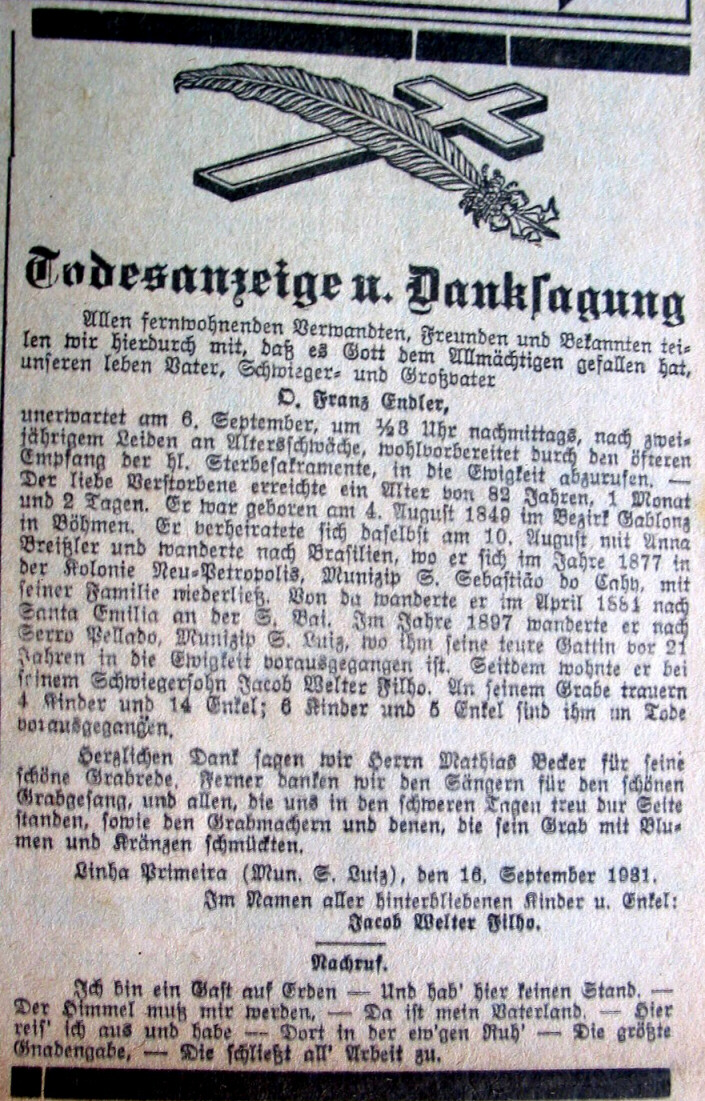 Todesanzeige u. Danksagung
Allen fernwohnenden Verwandten, Freunden und Bekannten tei-
len wir hierdurch mit, daß es Gott dem Allmächtigen gefallen hat,
unseren leben Vater, Schwieger- und Großvater
O. Franz Endler,
unerwartet am 6. September, um ½3 Uhr nachmittags, nach zwei-
jährigem Leiden an Altersschwäche, wohlvorbereitet durch den öfteren
Empfang der hl. Sterbesakramente, in die Ewigkeit abzurufen. —
Der liebe Verstorbene erreichte ein Alter von 82 Jahren, 1 Monat
und 2 Tagen. Er war geboren am 4. August 1849 im Bezirk Gablonz
in Böhmen. Er verheiratete sich daselbst am 10. August mit Anna
Breißler und wanderte nach Brasilien, wo er sich im Jahre 1877 in
der Kolonie Neu-Petropolis, Munizip S. Sebastião do Cahy, mit
seiner Familie niederließ. Von da wanderte er im April 1881 nach
Santa Emilia an der S. Bai. Im Jahre 1897 wanderte er nach
Serro Pellado, Munizip S. Luiz, wo ihm seine teure Gattin vor 21
Jahren in die Ewigkeit vorausgegangen ist. Seitdem wohnte er bei
seinem Schwiegersohn Jacob Welter Filho. An seinem Grabe trauern
4 Kinder und 14 Enkel; 6 Kinder und 5 Enkel sind ihm im Tode
vorausgegangen.
Herzlichen Dank sagen wir Herrn Mathias Becker für seine
schöne Grabrede. Ferner danken wir den Sängern für den schönen
Grabgesang, und allen, die uns in den schweren Tagen treu zur Seite
standen, sowie den Grabmachern und denen, die sein Grab mit Blu-
men und Kränzen schmückten.
Linha Primeira (Mun. S. Luiz), den 16. September 1931.
Im Namen aller hinterbliebenen Kinder u. Enkel:
Jacob Welter Filho.
Nachruf.
Ich bin ein Gast auf Erden — Und hab' hier keinen Stand. —
Der Himmel muß mir werden, — Da ist mein Vaterland. — Hier
reis' ich aus und habe — Dort in der ew'gen Ruh' — Die größte
Gnadengabe, — Die schließt all' Arbeit zu.